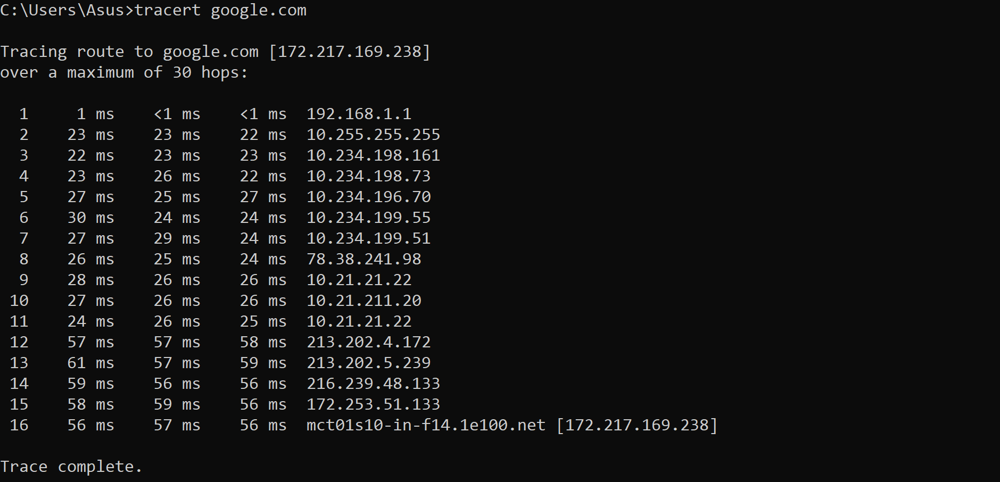 C:\Users\Asus>tracert google.com
Tracing route to google.com [172.217.169.238]
over a maximum of 30 hops:
1 1 ms <1 ms <1 ms 192.168.1.1
2 23 ms 23 ms 22 ms 10.255.255.255
3 22 ms 23 ms 23 ms 10.234.198.161
4 23 ms 26 ms 22 ms 10.234.198.73
5 27 ms 25 ms 27 ms 10.234.196.70
6 30 ms 24 ms 24 ms 10.234.199.55
7 27 ms 29 ms 24 ms 10.234.199.51
8 26 ms 25 ms 24 ms 78.38.241.98
9 28 ms 26 ms 26 ms 10.21.21.22
10 27 ms 26 ms 26 ms 10.21.211.20
11 24 ms 26 ms 25 ms 10.21.21.22
12 57 ms 57 ms 58 ms 213.202.4.172
13 61 ms 57 ms 59 ms 213.202.5.239
14 59 ms 56 ms 56 ms 216.239.48.133
15 58 ms 59 ms 56 ms 172.253.51.133
16 56 ms 57 ms 56 ms mct01s10-in-f14.1e100.net [172.217.169.238]
Trace complete.